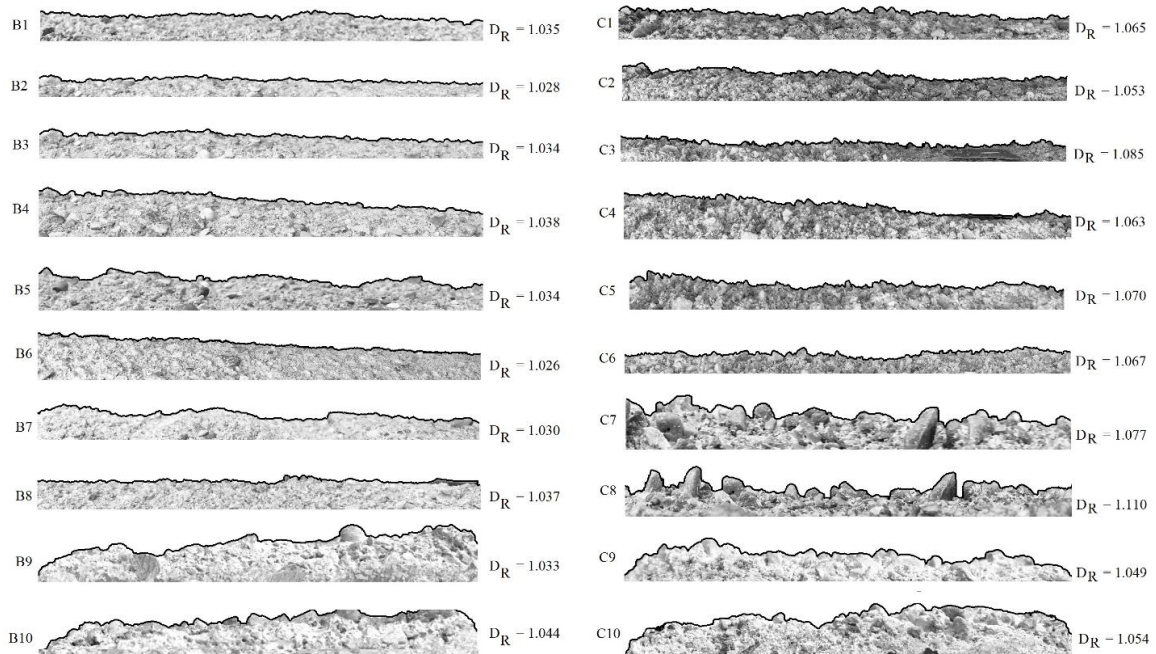 B1 D_R = 1.035
C1 D_R = 1.065
B2 D_R = 1.028
C2 D_R = 1.053
B3 D_R = 1.034
C3 D_R = 1.085
B4 D_R = 1.038
C4 D_R = 1.063
B5 D_R = 1.034
C5 D_R = 1.070
B6 D_R = 1.026
C6 D_R = 1.067
B7 D_R = 1.030
C7 D_R = 1.077
B8 D_R = 1.037
C8 D_R = 1.110
B9 D_R = 1.033
C9 D_R = 1.049
B10 D_R = 1.044
C10 D_R = 1.054